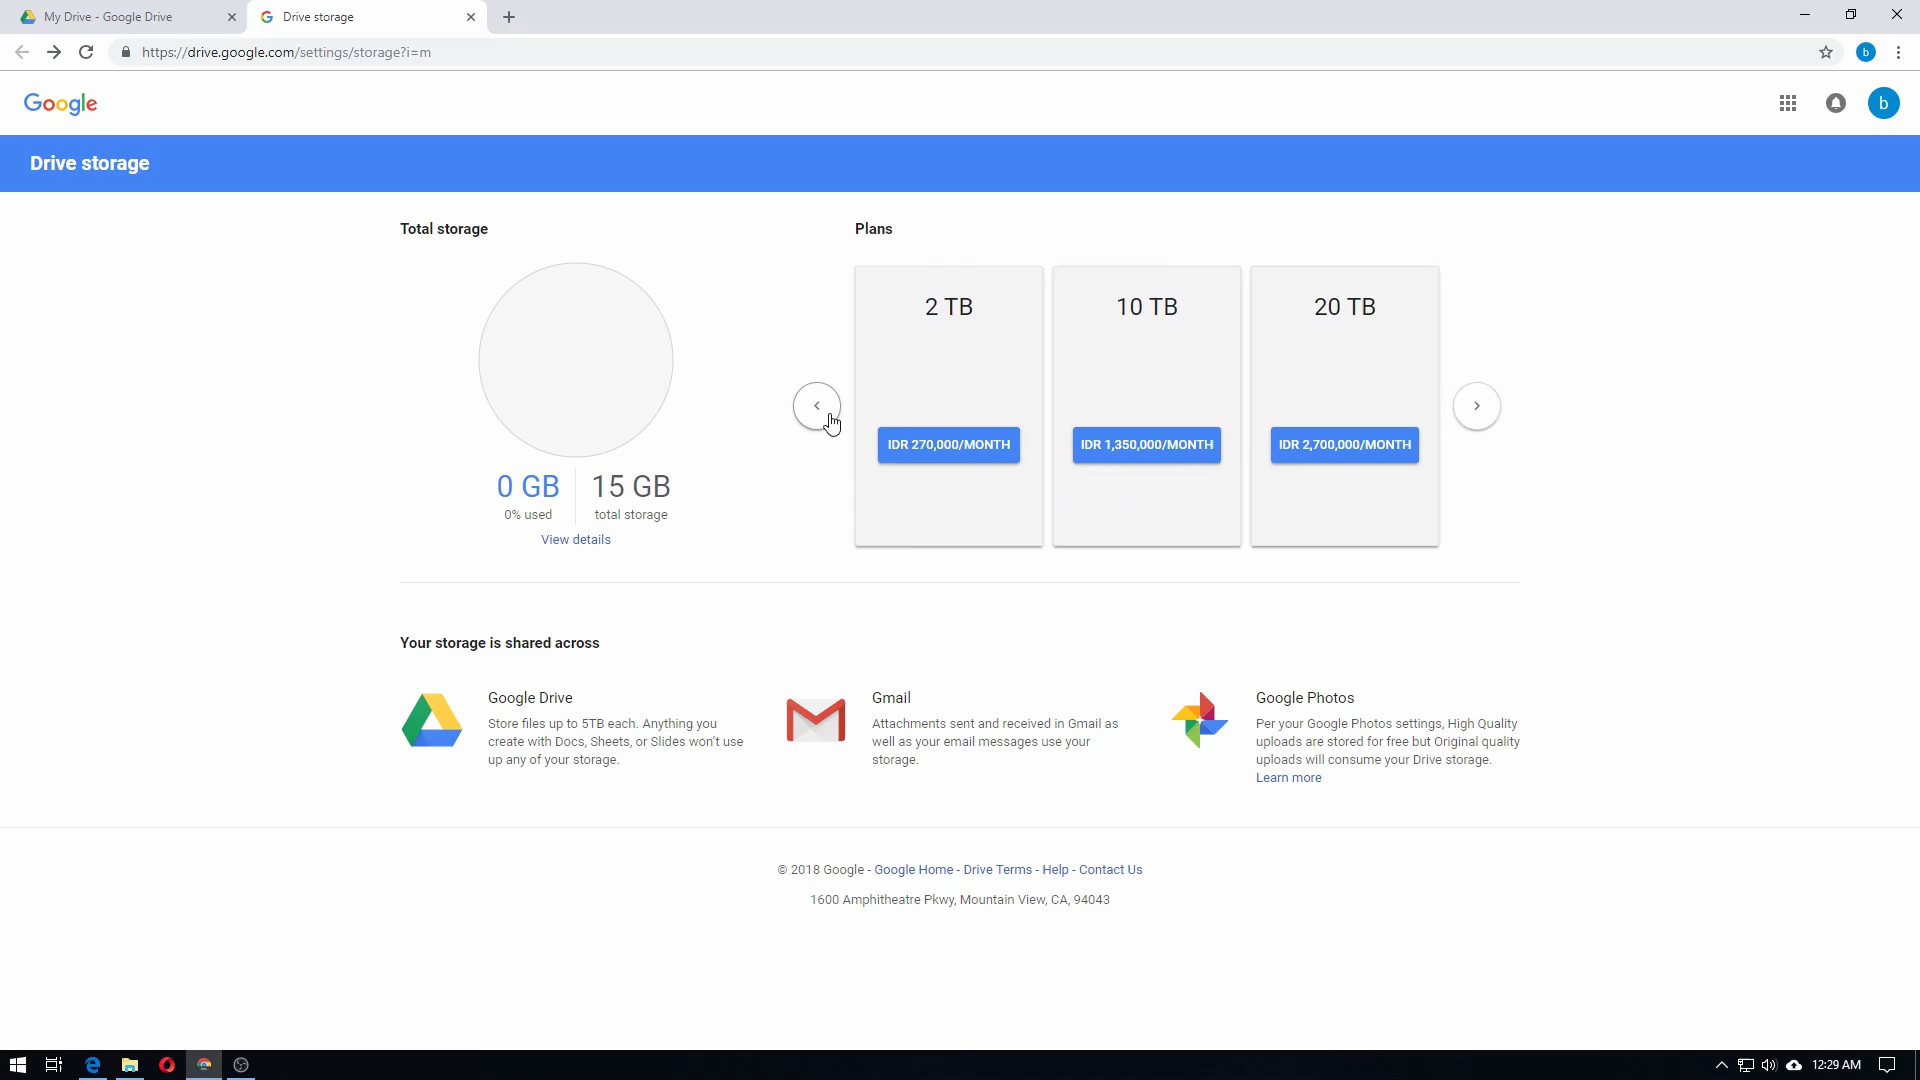 My Drive - Google Drive
Drive storage
https://drive.google.com/settings/storage?i=m
b
Google
b
Drive storage
Total storage
Plans
2 TB
10 TB
20 TB
IDR 270,000/MONTH
IDR 1,350,000/MONTH
IDR 2,700,000/MONTH
0 GB
15 GB
0% used
total storage
View details
Your storage is shared across
Google Drive
Store files up to 5TB each. Anything you
create with Docs, Sheets, or Slides won't use
up any of your storage.
Gmail
Attachments sent and received in Gmail as
well as your email messages use your
storage.
Google Photos
Per your Google Photos settings, High Quality
uploads are stored for free but Original quality
uploads will consume your Drive storage.
Learn more
© 2018 Google - Google Home - Drive Terms - Help - Contact Us
1600 Amphitheatre Pkwy, Mountain View, CA, 94043
12:29 AM